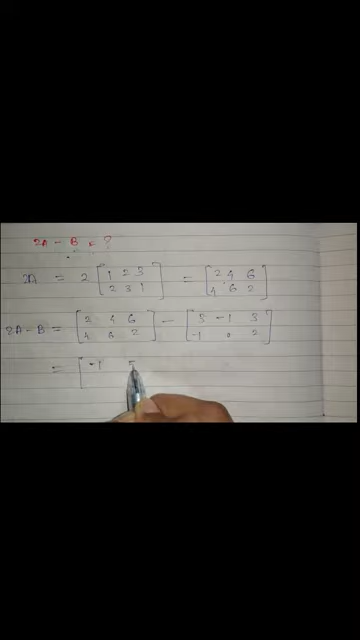 2A - B = ?
2A = 2 [ 1 2 3 ] = [ 2 4 6 ]
[ 2 3 1 ] [ 4 6 2 ]
2A - B = [ 2 4 6 ] - [ 3 -1 3 ]
[ 4 6 2 ] [ -1 0 2 ]
= [ -1 5